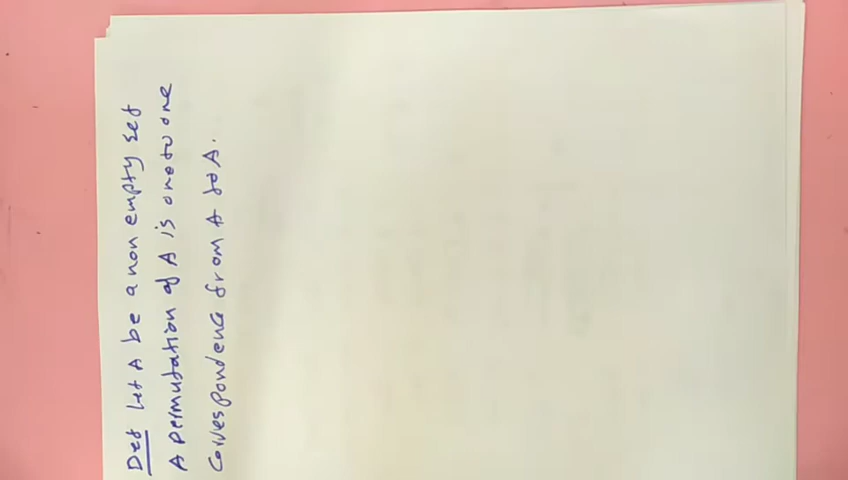 Def Let A be a non empty set
A permutation of A is one to one
Correspondence from A to A.